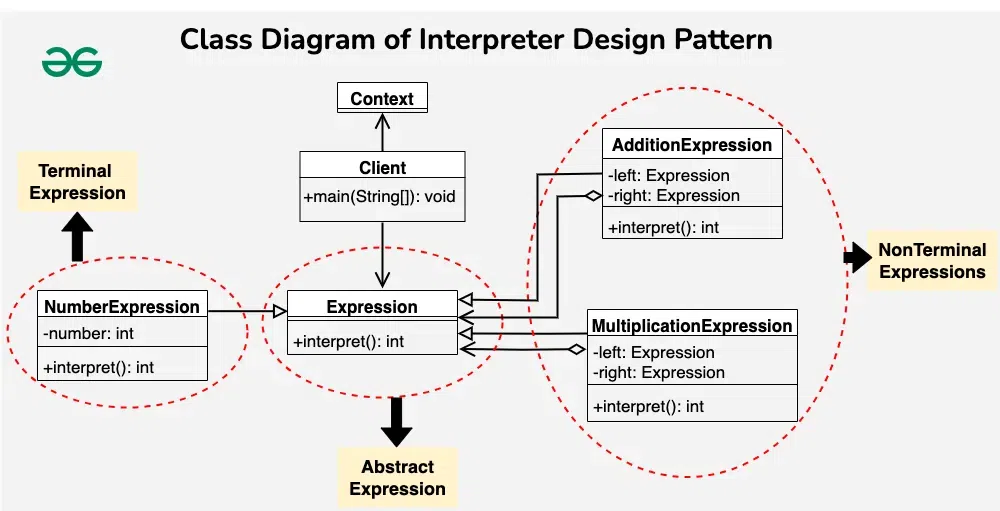 Class Diagram of Interpreter Design Pattern
Context
Client
+main(String[]): void
Terminal
Expression
NumberExpression
-number: int
+interpret(): int
Expression
+interpret(): int
Abstract
Expression
AdditionExpression
-left: Expression
-right: Expression
+interpret(): int
MultiplicationExpression
-left: Expression
-right: Expression
+interpret(): int
NonTerminal
Expressions